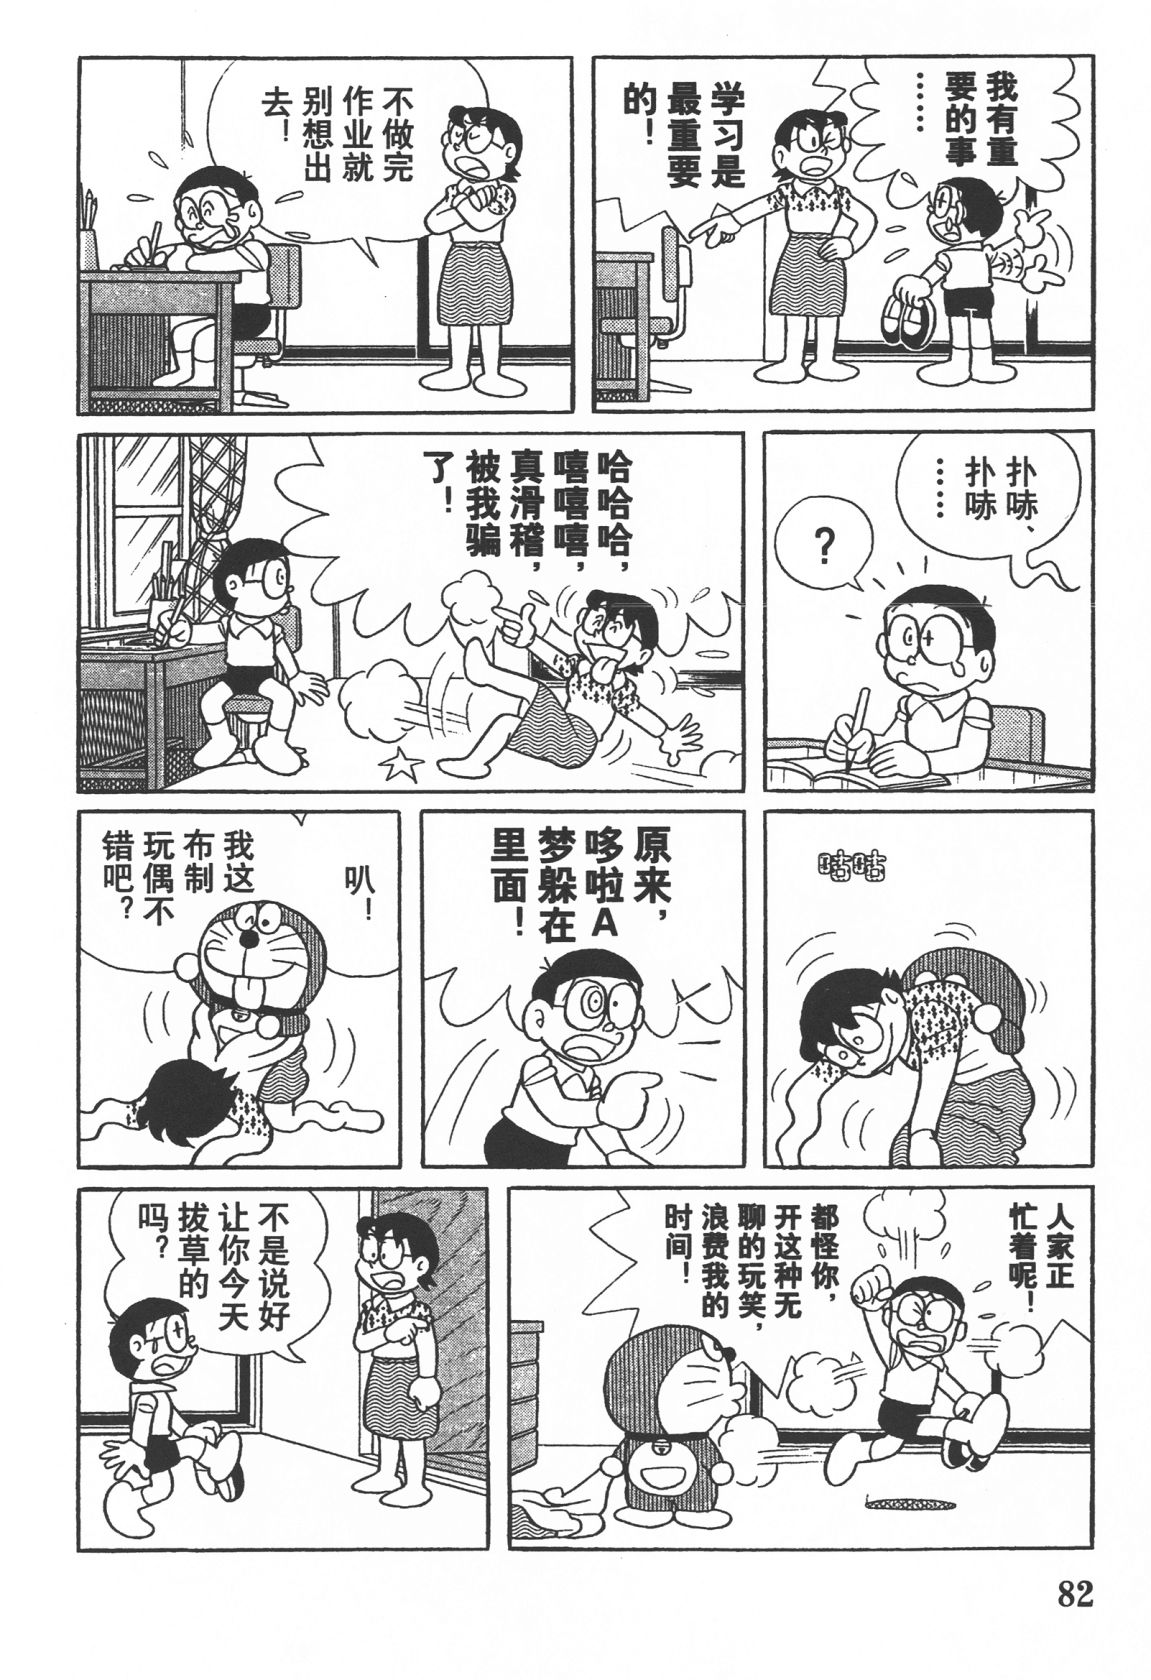 我有重
要的事
……
学习是
最重要
的！
不做完
作业就
别想出
去！
扑哧、
扑哧
……
？
哈哈哈，
嘻嘻嘻，
真滑稽，
被我骗
了！
咕咕
原来，
哆啦A
梦躲在
里面！
叭！
我这
布制
玩偶不
错吧？
人家正
忙着呢！
都怪你，
开这种无
聊的玩笑，
浪费我的
时间！
不是说好
让你今天
拔草的
吗？
82